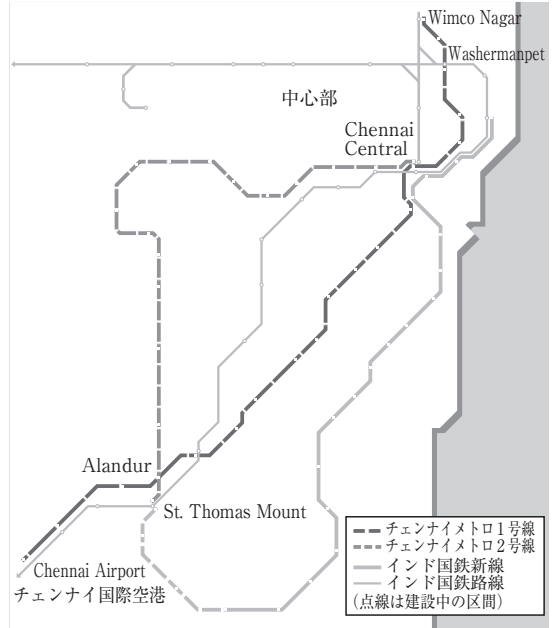 Wimco Nagar
Washermanpet
中心部
Chennai
Central
Alandur
St. Thomas Mount
Chennai Airport
チェンナイ国際空港
チェンナイメトロ1号線
チェンナイメトロ2号線
インド国鉄新線
インド国鉄路線
(点線は建設中の区間)